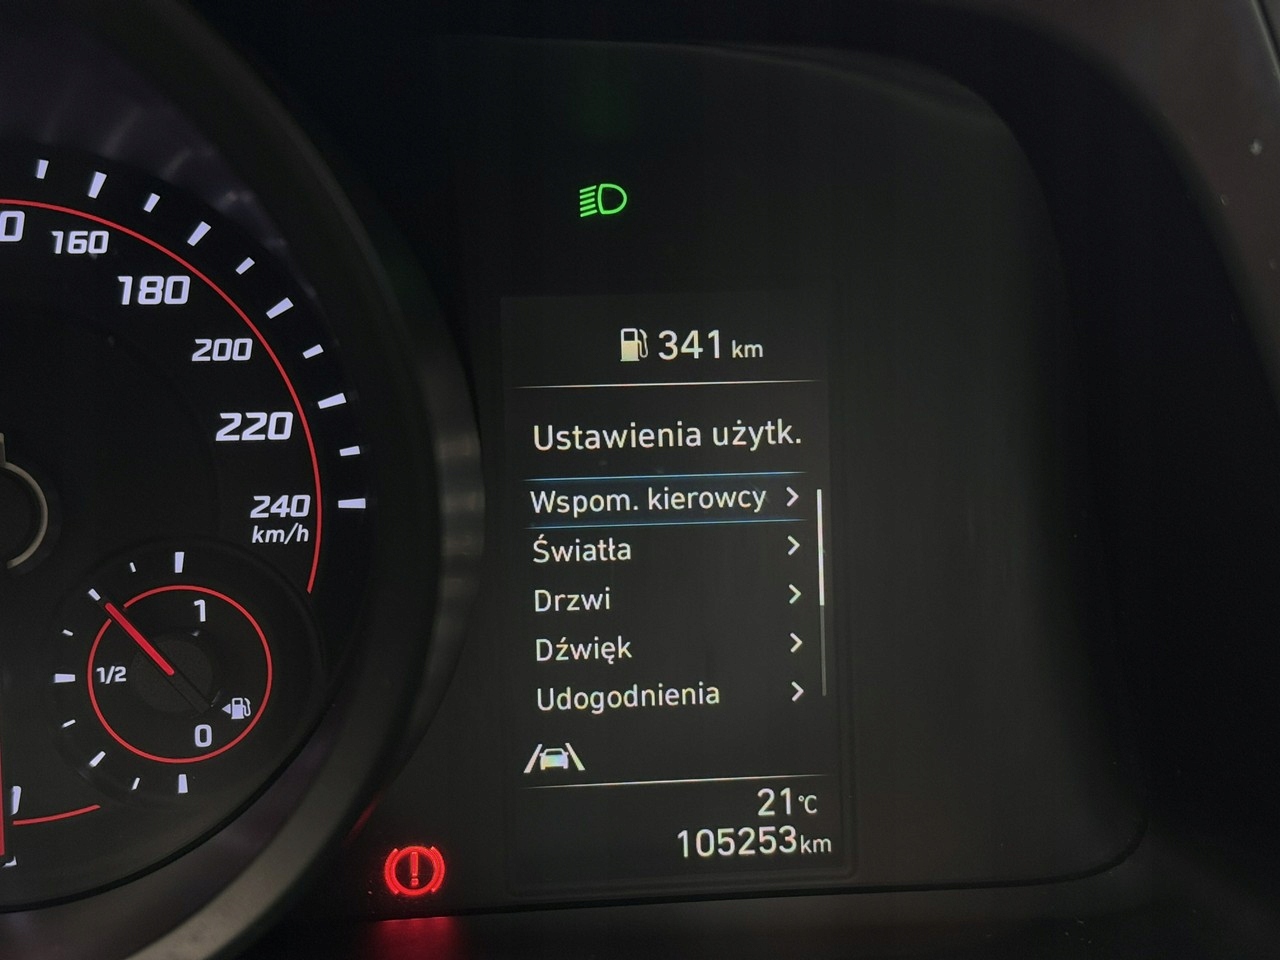 0
160
180
200
220
240
km/h
1
1/2
0
341 km
Ustawienia użytk.
Wspom. kierowcy
Światła
Drzwi
Dźwięk
Udogodnienia
21°C
105253km